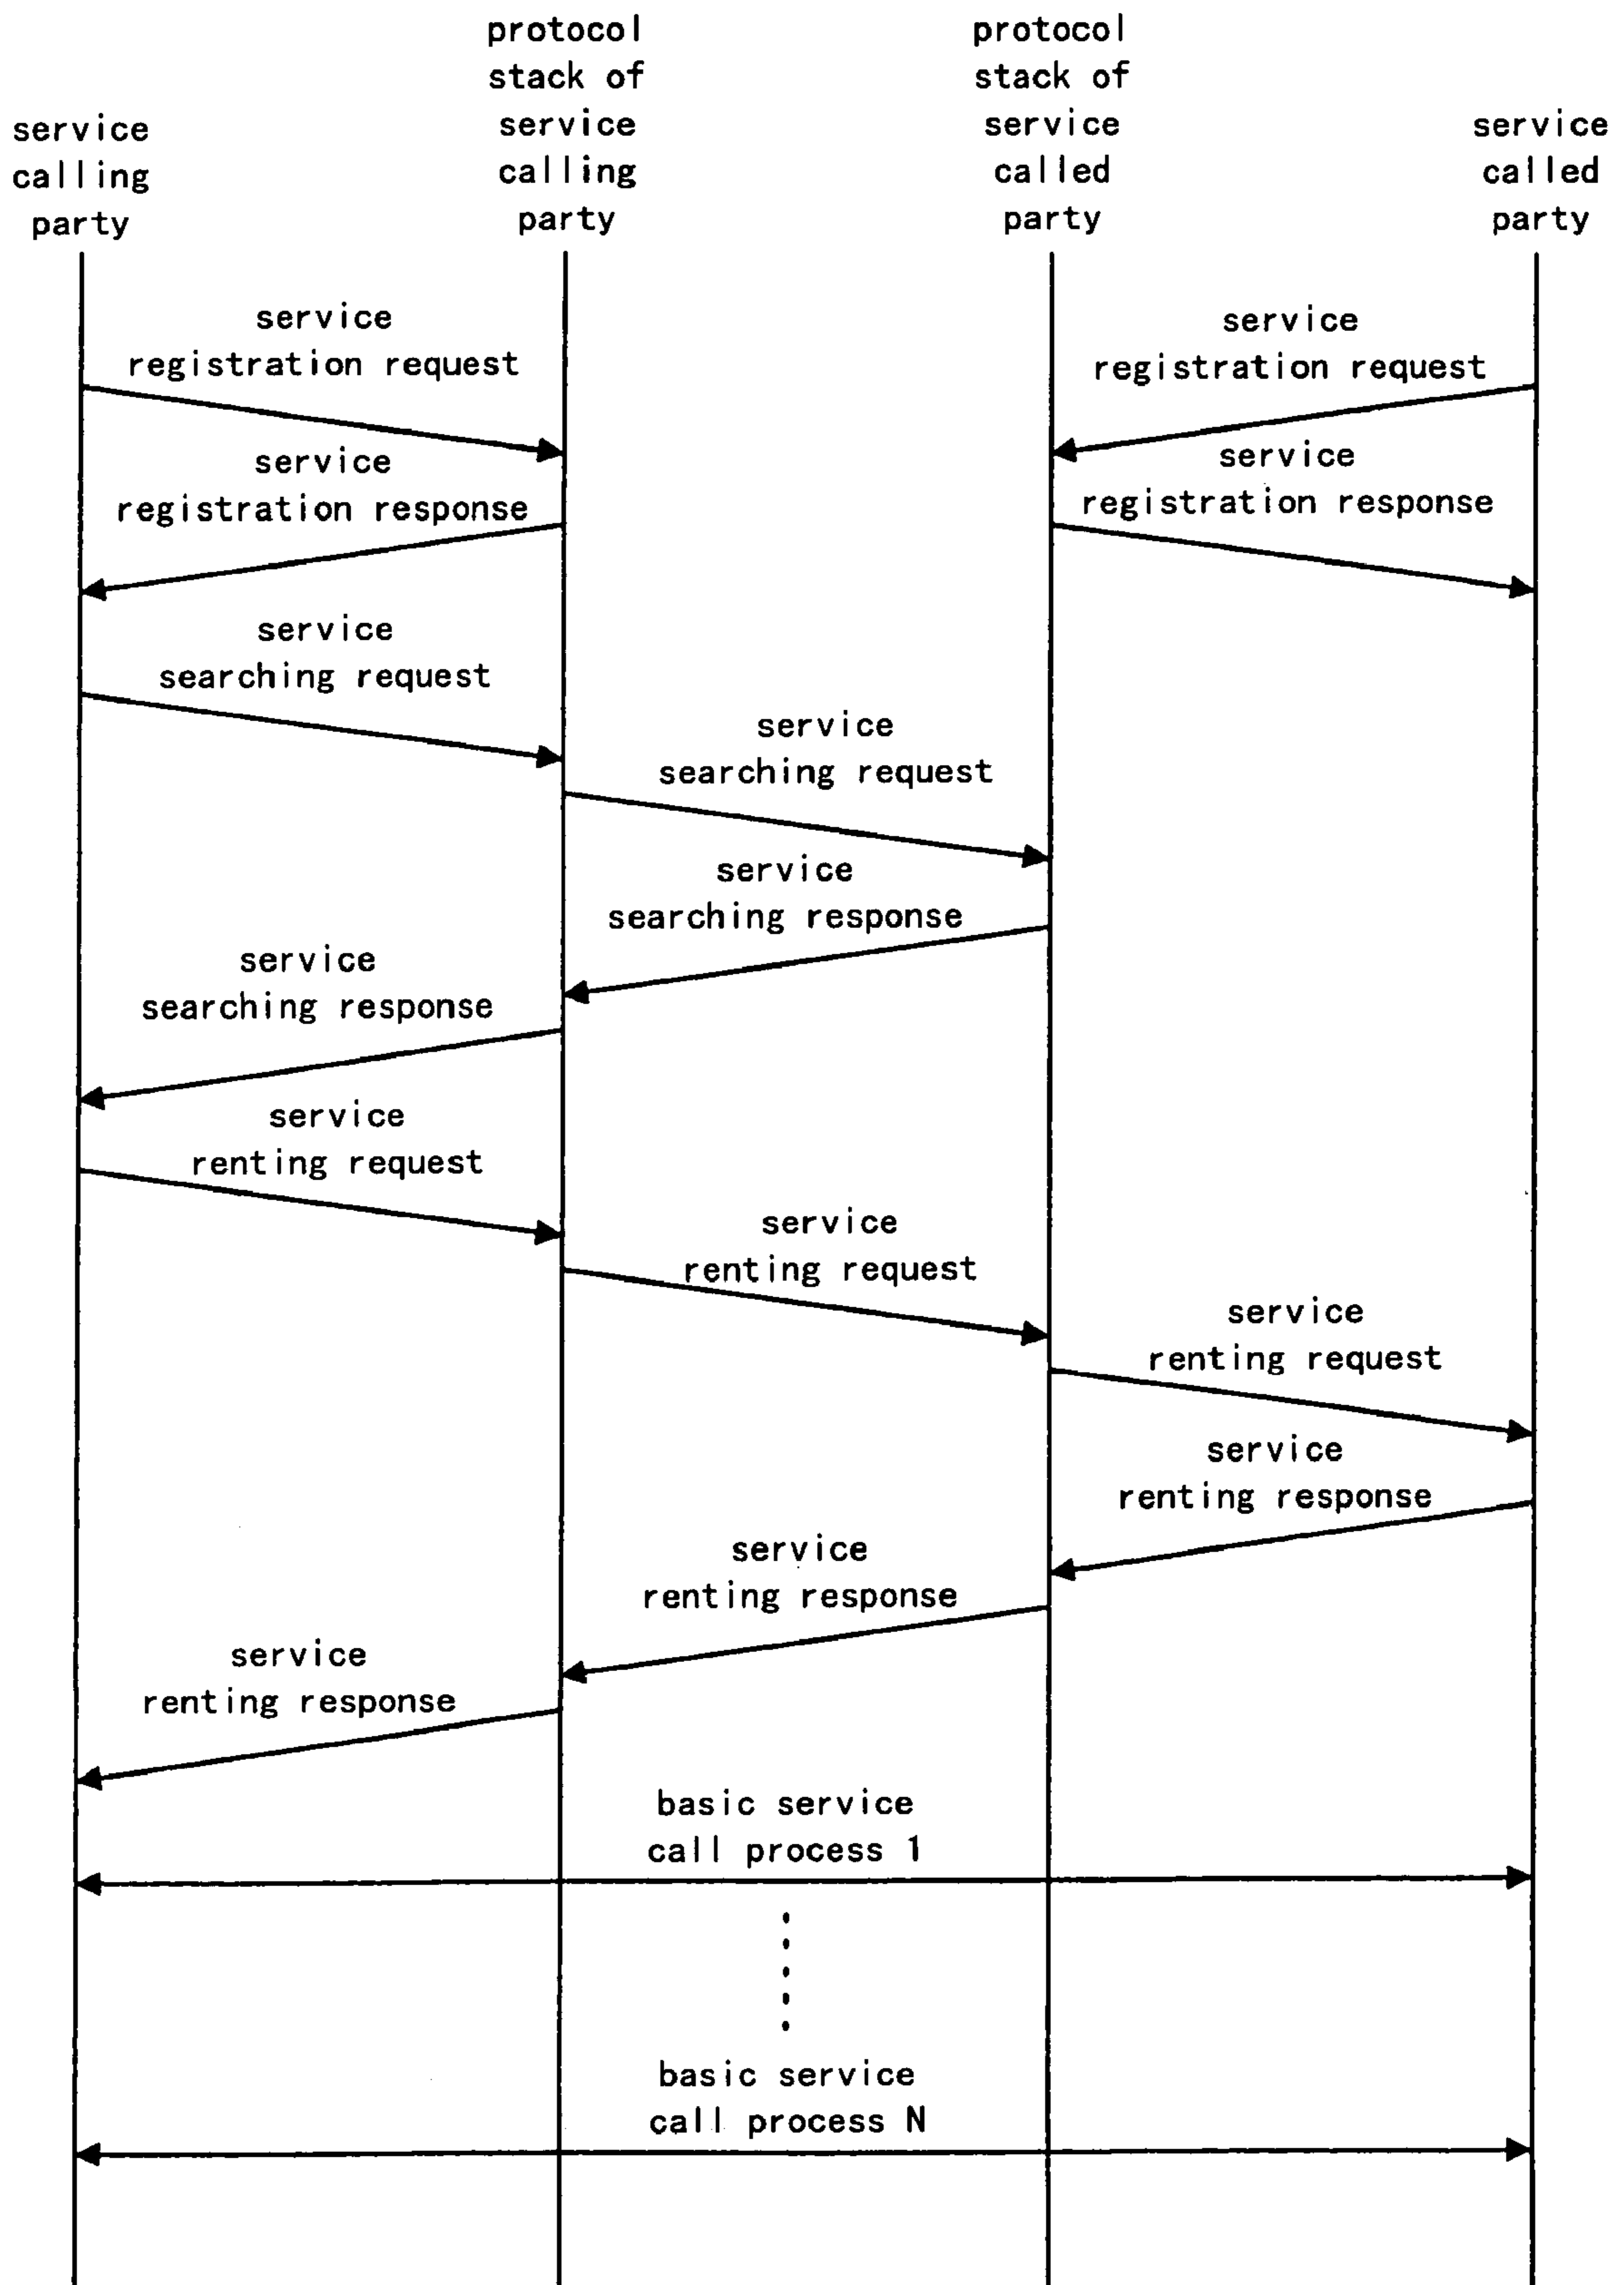 service
calling
party
protocol
stack of
service
calling
party
protocol
stack of
service
called
party
service
called
party
service
registration request
service
registration request
service
registration response
service
registration response
service
searching request
service
searching request
service
searching response
service
searching response
service
renting request
service
renting request
service
renting request
service
renting response
service
renting response
service
renting response
basic service
call process 1
basic service
call process N